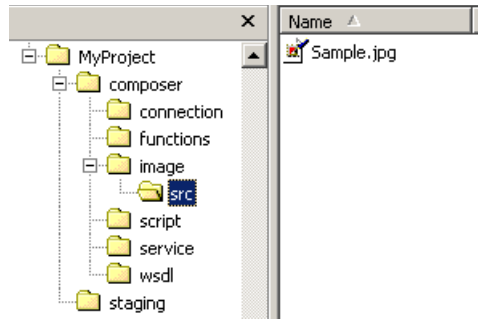 Name
MyProject
Sample.jpg
composer
connection
functions
image
src
script
service
wsdl
staging